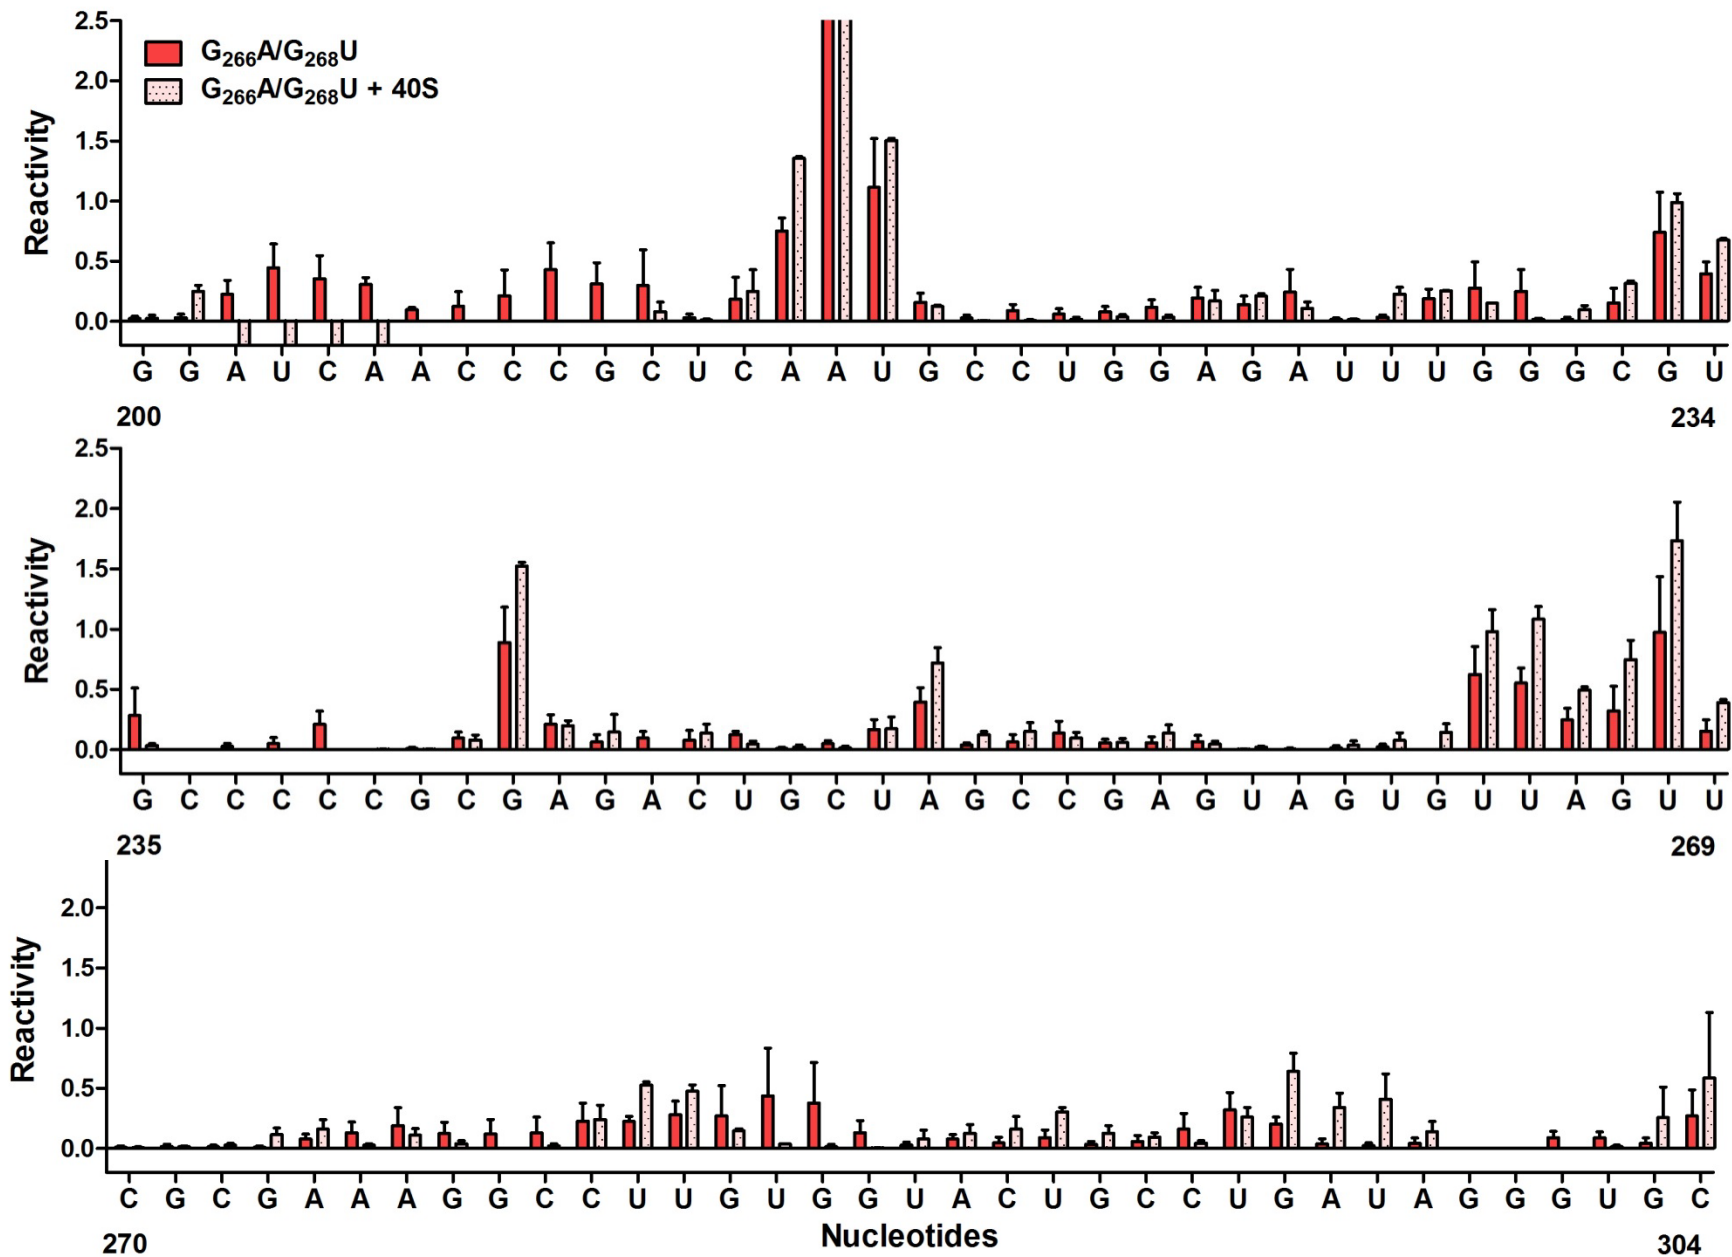 2.5
2.0
1.5
1.0
0.5
0.0
Reactivity
G₂₆₆A/G₂₆₈U
G₂₆₆A/G₂₆₈U + 40S
G G A U C A A C C C G C U C A A U G C C U G G A G A U U U G G G C G U
200 234
2.5
2.0
1.5
1.0
0.5
0.0
Reactivity
G C C C C C G C G A G A C U G C U A G C C G A G U A G U G U U A G U U
235 269
2.0
1.5
1.0
0.5
0.0
Reactivity
C G C G A A A G G C C U U G U G G U A C U G C C U G A U A G G G U G C
270 304
Nucleotides